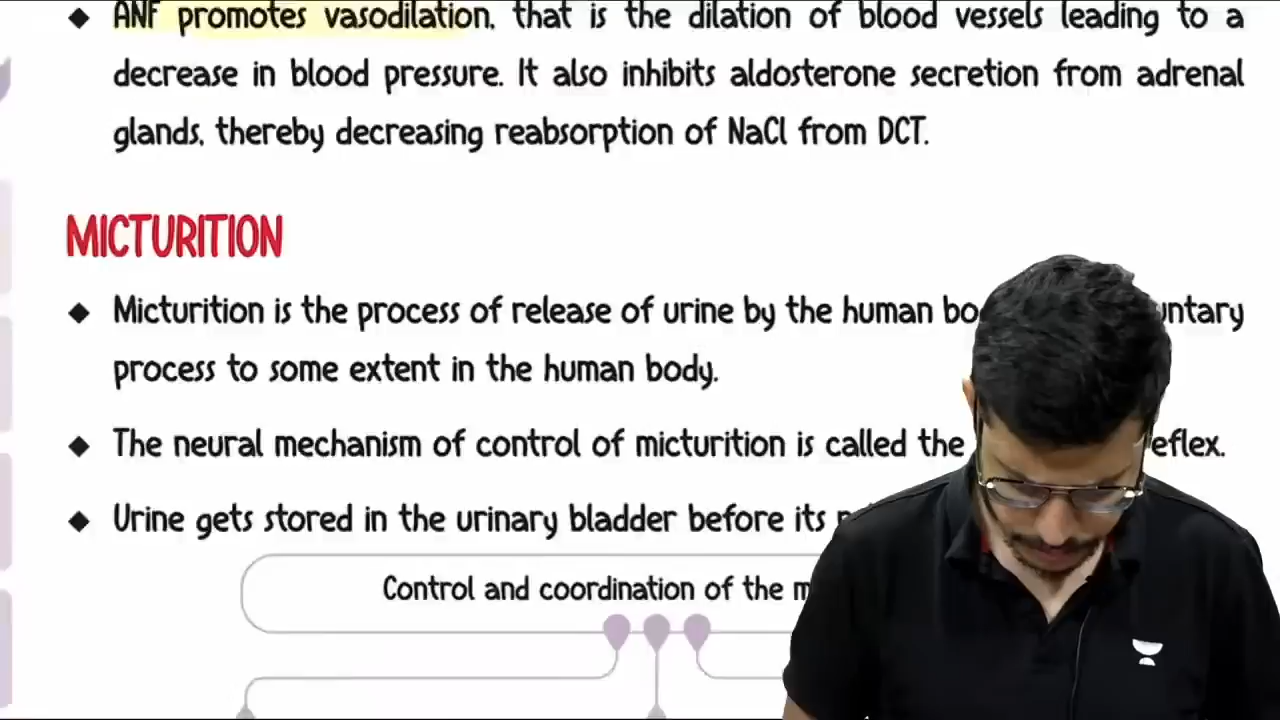 ANF promotes vasodilation, that is the dilation of blood vessels leading to a
decrease in blood pressure. It also inhibits aldosterone secretion from adrenal
glands, thereby decreasing reabsorption of NaCl from DCT.
MICTURITION
Micturition is the process of release of urine by the human
process to some extent in the human body.
The neural mechanism of control of micturition is called the
Urine gets stored in the urinary bladder before its
Control and coordination of the